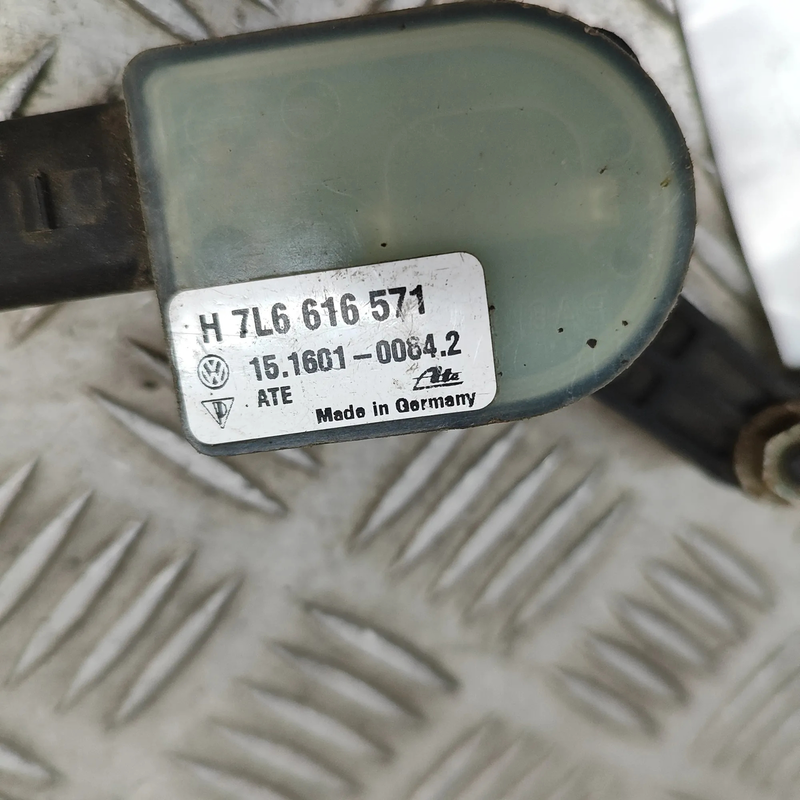 H 7L6 616 571
15.1601-0064.2
ATE Ate
Made in Germany